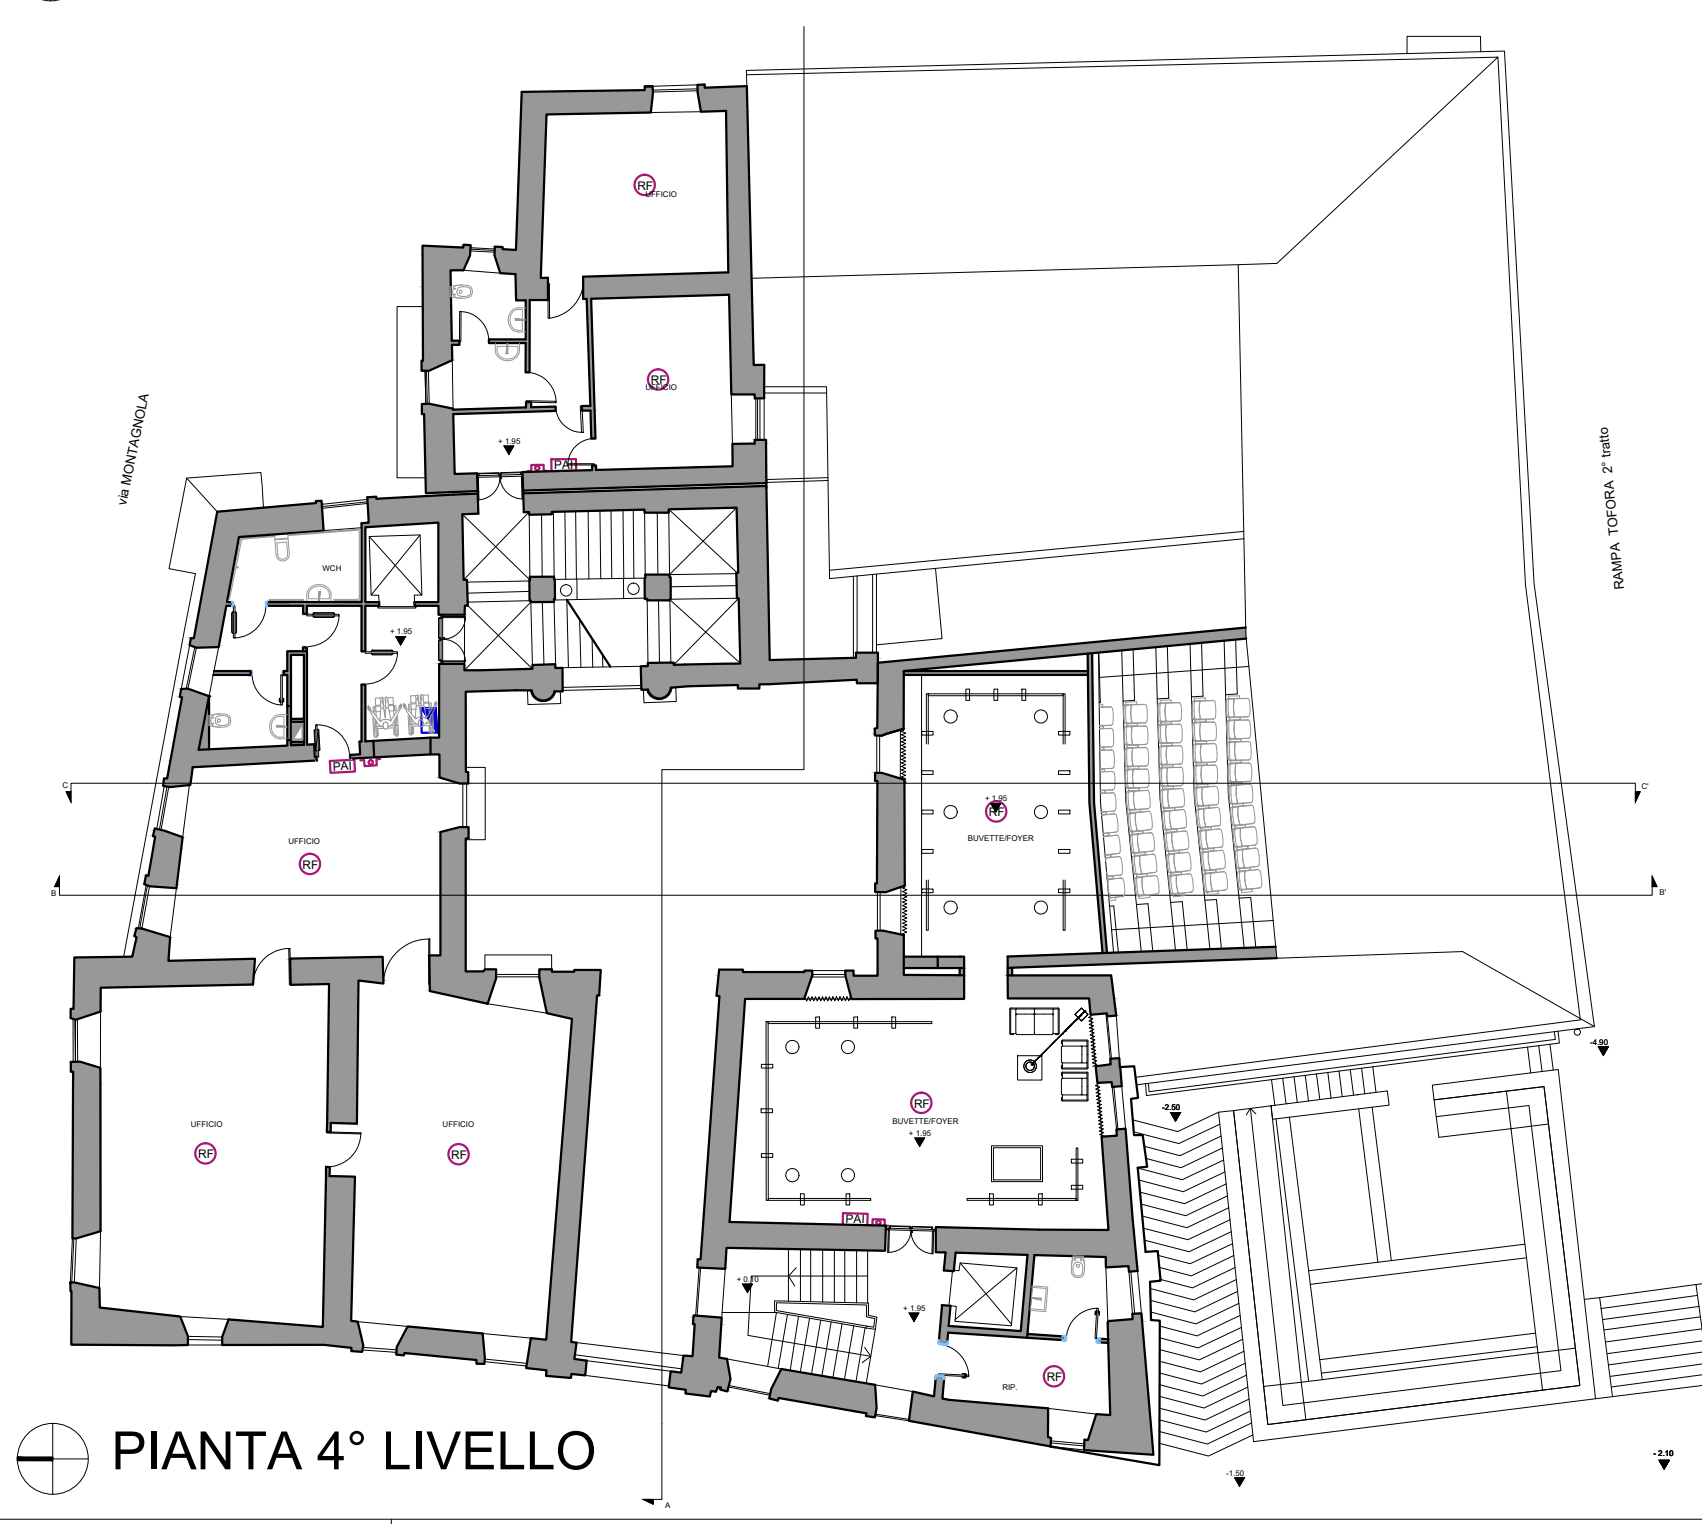 RF
UFFICIO
RF
UFFICIO
via MONTAGNOLA
RAMPA TOFORA 2° tratto
+ 1.95
PAI
WCH
+ 1.95
PAI
C
C'
+ 1.95
RF
BUVETTE/FOYER
UFFICIO
RF
B
B'
-4.90
-2.50
RF
BUVETTE/FOYER
+ 1.95
UFFICIO
RF
UFFICIO
RF
PAI
+ 0.10
+ 1.95
RF
RIP.
PIANTA 4° LIVELLO
-1.50
- 2.10
A